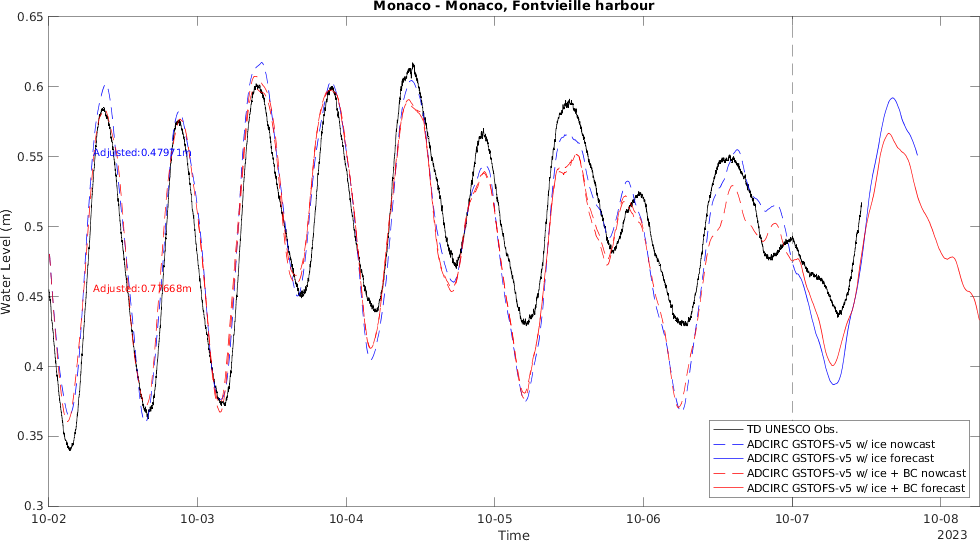 Monaco - Monaco, Fontvieille harbour
0.65
0.6
0.55
0.5
0.45
0.4
0.35
0.3
Water Level (m)
Adjusted:0.47971m
Adjusted:0.77668m
TD UNESCO Obs.
ADCIRC GSTOFS-v5 w/ ice nowcast
ADCIRC GSTOFS-v5 w/ ice forecast
ADCIRC GSTOFS-v5 w/ ice + BC nowcast
ADCIRC GSTOFS-v5 w/ ice + BC forecast
10-02 10-03 10-04 10-05 10-06 10-07 10-08
Time
2023